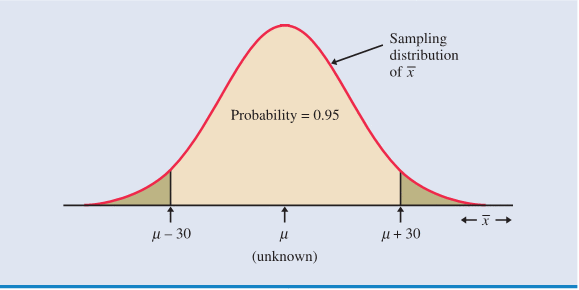 Sampling
distribution
of x̅
Probability = 0.95
x̅
μ – 30
μ
μ + 30
(unknown)